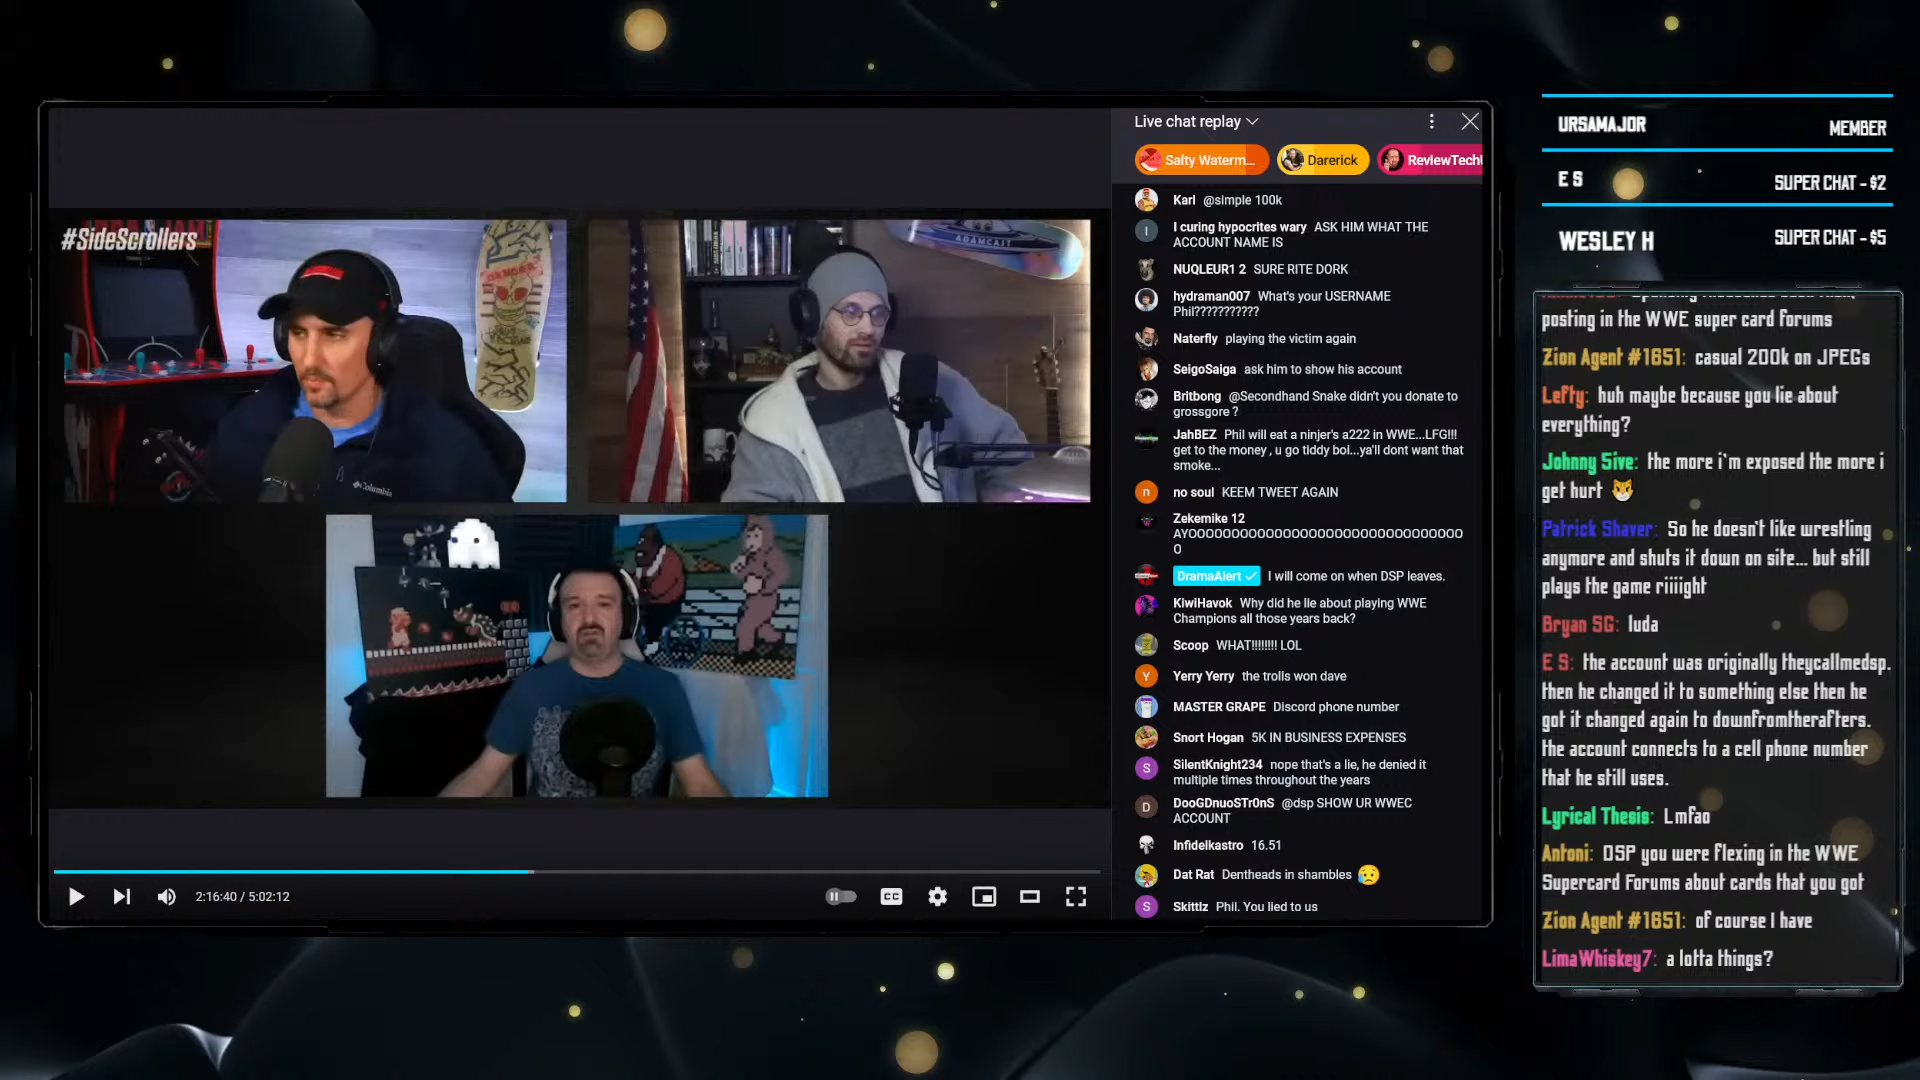 #SideScrollers
DANGER
ADAMCAIT
Columbia
2:16:40 / 5:02:12
CC
Live chat replay
Salty Waterm...
Darerick
ReviewTech
Karl @simple 100k
I curing hypocrites wary ASK HIM WHAT THE
ACCOUNT NAME IS
NUQLEUR1 2 SURE RITE DORK
hydraman007 What's your USERNAME
Phil???????????
Naterfly playing the victim again
SeigoSaiga ask him to show his account
Britbong @Secondhand Snake didn't you donate to
grossgore ?
JahBEZ Phil will eat a ninjer's a222 in WWE...LFG!!!
get to the money , u go tiddy boi...ya'll dont want that
smoke...
n
no soul KEEM TWEET AGAIN
Zekemike 12
AYOOOOOOOOOOOOOOOOOOOOOOOOOOOOOOOO
O
DramaAlert I will come on when DSP leaves.
KiwiHavok Why did he lie about playing WWE
Champions all those years back?
Scoop WHAT!!!!!!!! LOL
Y
Yerry Yerry the trolls won dave
MASTER GRAPE Discord phone number
Snort Hogan 5K IN BUSINESS EXPENSES
S
SilentKnight234 nope that's a lie, he denied it
multiple times throughout the years
D
DooGDnuoSTr0nS @dsp SHOW UR WWEC
ACCOUNT
Infidelkastro 16.51
Dat Rat Dentheads in shambles 😥
S
Skittlz Phil. You lied to us
URSAMAJOR MEMBER
E S SUPER CHAT - $2
WESLEY H SUPER CHAT - $5
posting in the WWE super card forums
Zion Agent #1651: casual 200k on JPEGs
Lefty: huh maybe because you lie about
everything?
Johnny 5ive: the more i'm exposed the more i
get hurt 🐯
Patrick Shaver: So he doesn't like wrestling
anymore and shuts it down on site... but still
plays the game riiiight
Bryan SG: luda
E S: the account was originally theycallmedsp.
then he changed it to something else then he
got it changed again to downfromtherafters.
the account connects to a cell phone number
that he still uses.
Lyrical Thesis: Lmfao
Antoni: DSP you were flexing in the WWE
Supercard Forums about cards that you got
Zion Agent #1651: of course I have
LimaWhiskey7: a lotta things?